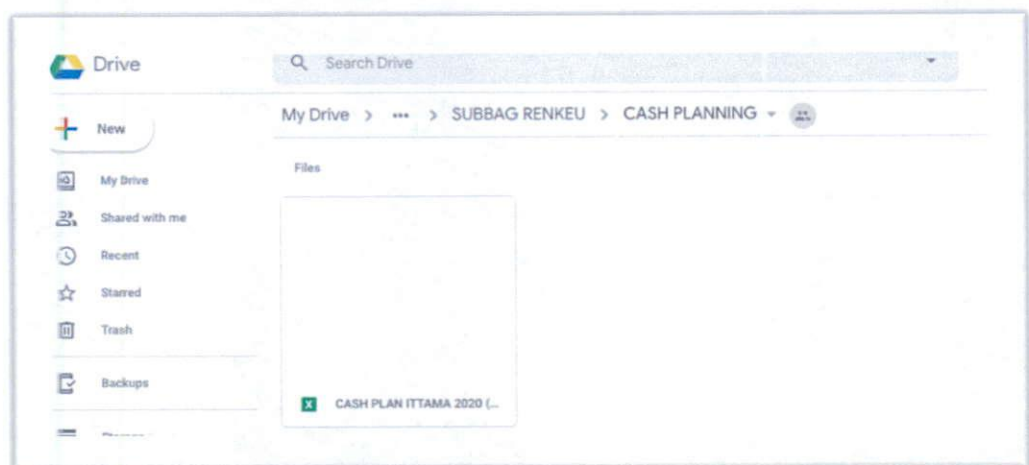 Drive
Search Drive
My Drive > ••• > SUBBAG RENKEU > CASH PLANNING
New
Files
My Drive
Shared with me
Recent
Starred
Trash
Backups
X CASH PLAN ITTAMA 2020 (...